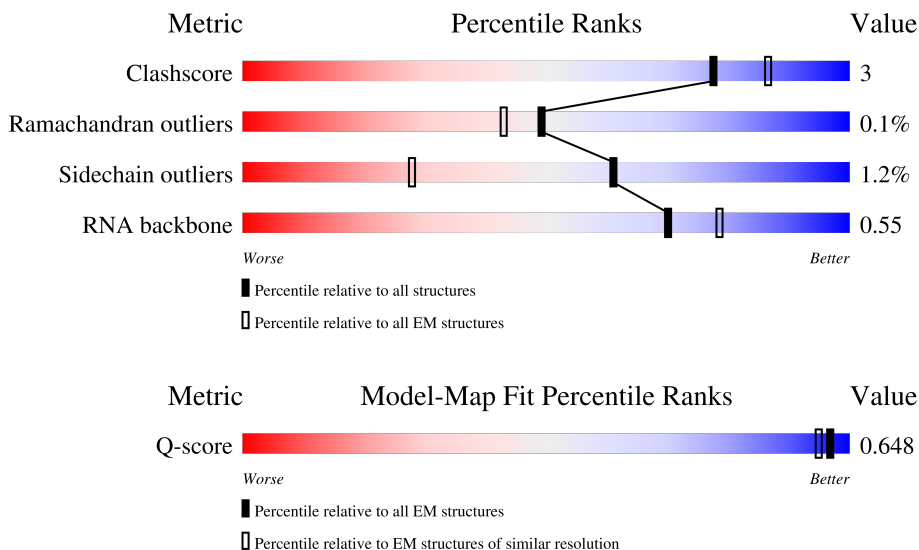 Metric Percentile Ranks Value
Clashscore 3
Ramachandran outliers 0.1%
Sidechain outliers 1.2%
RNA backbone 0.55
Worse Better
Percentile relative to all structures
Percentile relative to all EM structures
Metric Model-Map Fit Percentile Ranks Value
Q-score 0.648
Worse Better
Percentile relative to all EM structures
Percentile relative to EM structures of similar resolution